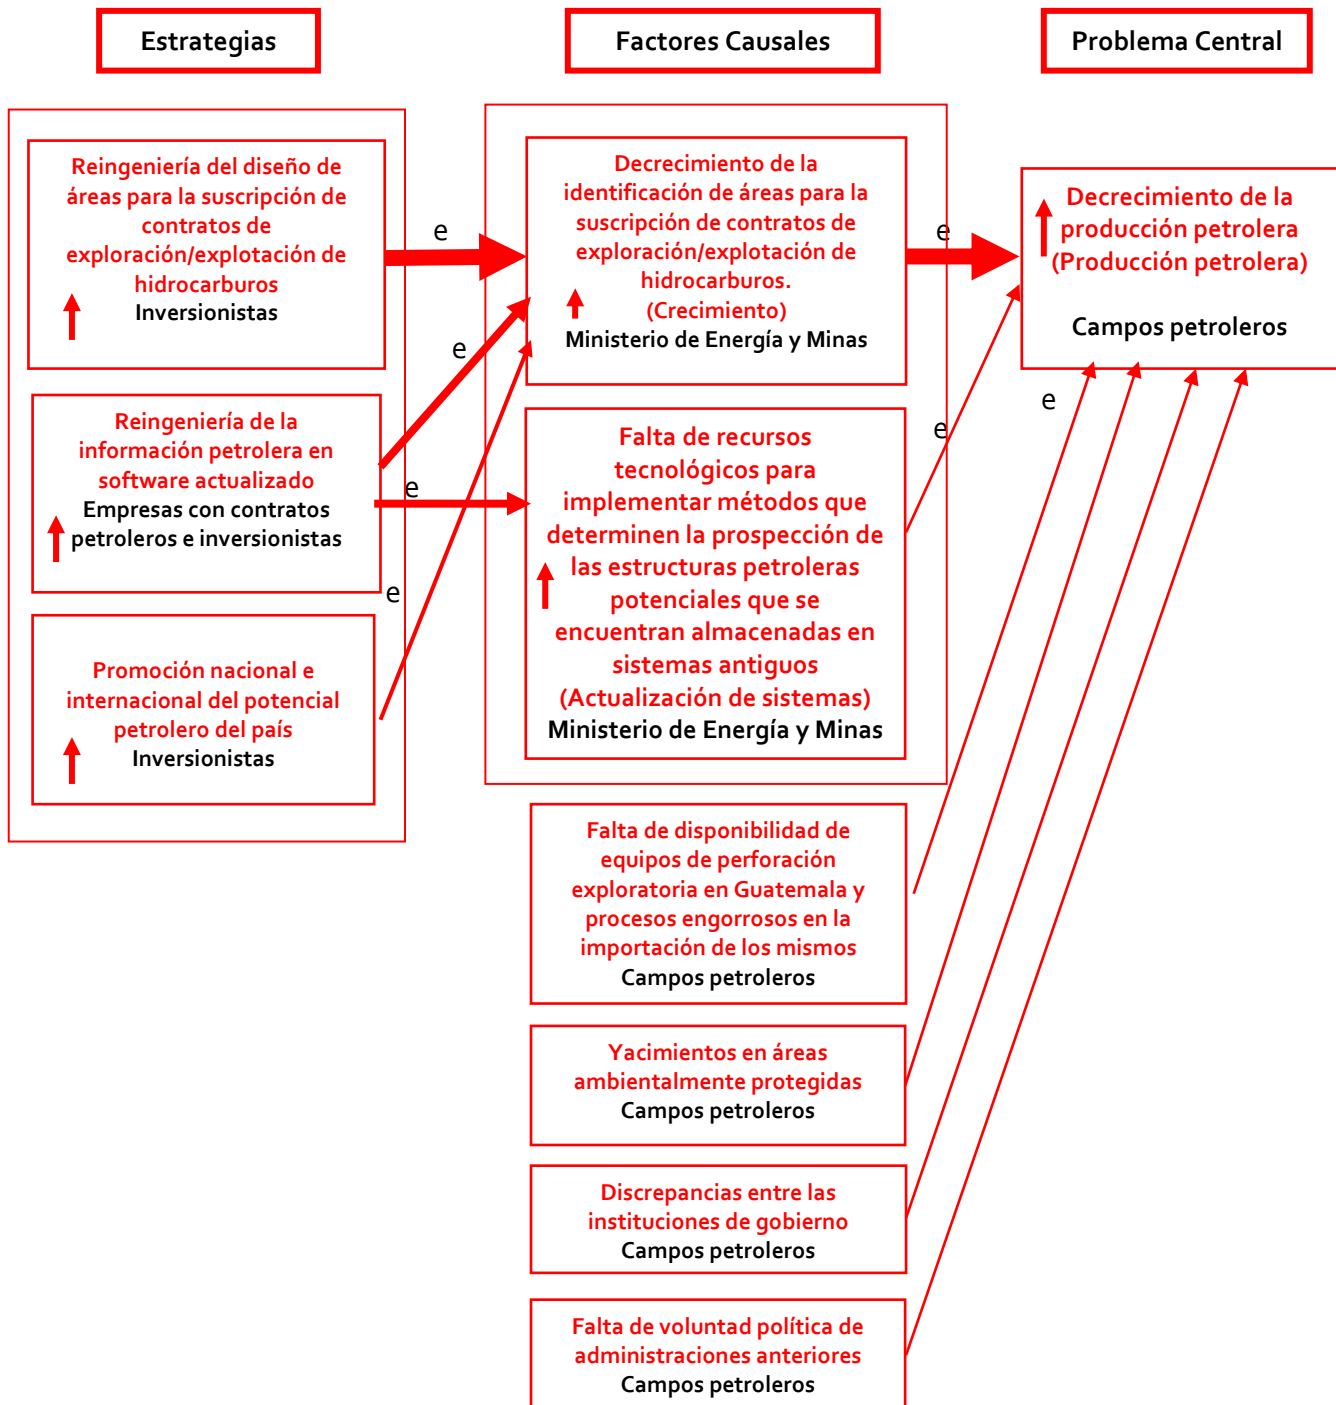 Estrategias
Factores Causales
Problema Central
Reingeniería del diseño de
áreas para la suscripción de
contratos de
exploración/explotación de
hidrocarburos
Inversionistas
e
Reingeniería de la
información petrolera en
software actualizado
Empresas con contratos
petroleros e inversionistas
e
e
Promoción nacional e
internacional del potencial
petrolero del país
Inversionistas
e
Decrecimiento de la
identificación de áreas para la
suscripción de contratos de
exploración/explotación de
hidrocarburos.
(Crecimiento)
Ministerio de Energía y Minas
e
Falta de recursos
tecnológicos para
implementar métodos que
determinen la prospección de
las estructuras petroleras
potenciales que se
encuentran almacenadas en
sistemas antiguos
(Actualización de sistemas)
Ministerio de Energía y Minas
e
Falta de disponibilidad de
equipos de perforación
exploratoria en Guatemala y
procesos engorrosos en la
importación de los mismos
Campos petroleros
Yacimientos en áreas
ambientalmente protegidas
Campos petroleros
Discrepancias entre las
instituciones de gobierno
Campos petroleros
Falta de voluntad política de
administraciones anteriores
Campos petroleros
Decrecimiento de la
producción petrolera
(Producción petrolera)
Campos petroleros
e